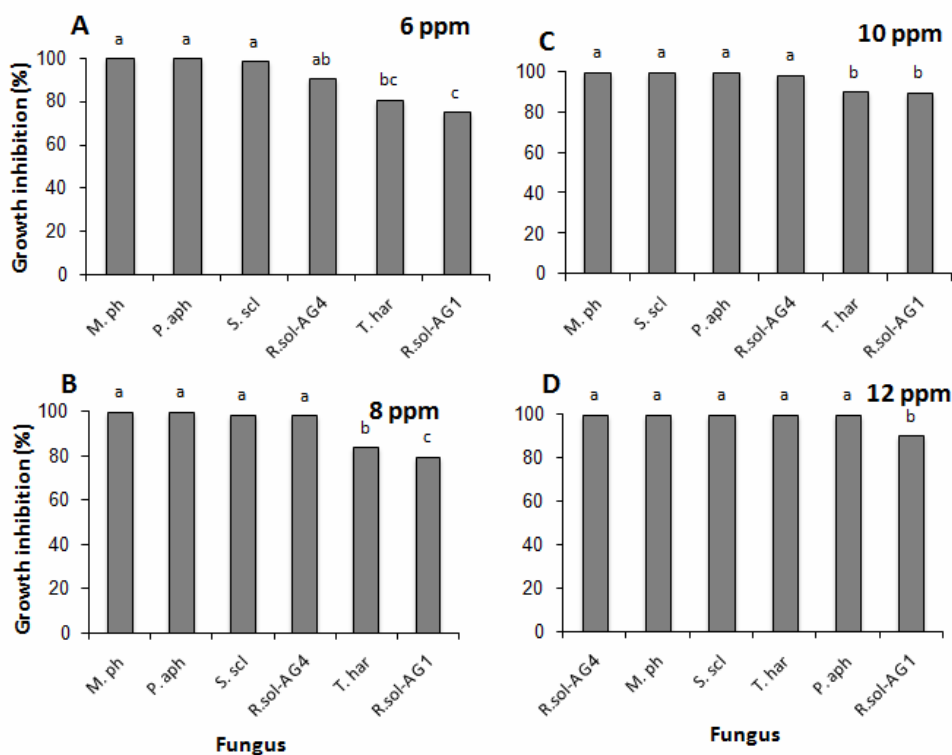 A
6 ppm
a a a ab bc c
Growth inhibition (%)
100
80
60
40
20
0
M. ph P. aph S. scl R.sol-AG4 T. har R.sol-AG1
B
8 ppm
a a a a b c
Growth inhibition (%)
100
80
60
40
20
0
M. ph P. aph S. scl R.sol-AG4 T. har R.sol-AG1
Fungus
C
10 ppm
a a a a b b
100
80
60
40
20
0
M. ph S. scl P. aph R.sol-AG4 T. har R.sol-AG1
D
12 ppm
a a a a a b
100
80
60
40
20
0
R.sol-AG4 M. ph S. scl T. har P. aph R.sol-AG1
Fungus